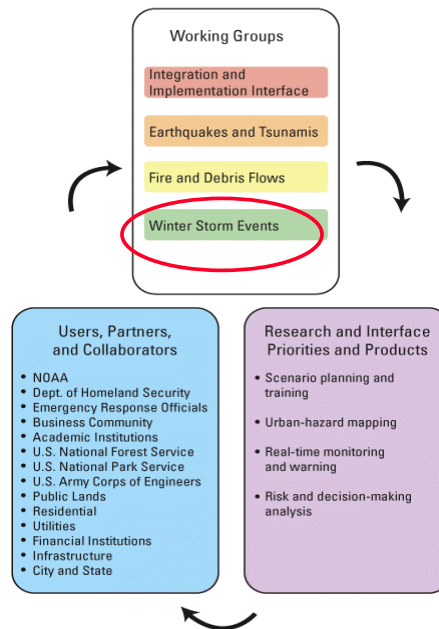 Working Groups
Integration and
Implementation Interface
Earthquakes and Tsunamis
Fire and Debris Flows
Winter Storm Events
Users, Partners,
and Collaborators
• NOAA
• Dept. of Homeland Security
• Emergency Response Officials
• Business Community
• Academic Institutions
• U.S. National Forest Service
• U.S. National Park Service
• U.S. Army Corps of Engineers
• Public Lands
• Residential
• Utilities
• Financial Institutions
• Infrastructure
• City and State
Research and Interface
Priorities and Products
• Scenario planning and
training
• Urban-hazard mapping
• Real-time monitoring
and warning
• Risk and decision-making
analysis